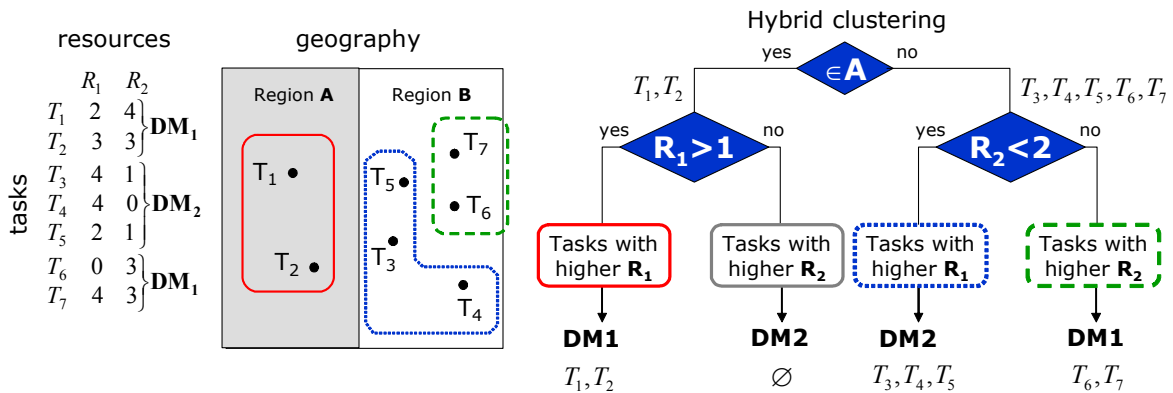 resources
geography
Hybrid clustering
tasks
R1 R2
T1 2 4
T2 3 3
DM1
T3 4 1
T4 4 0
T5 2 1
DM2
T6 0 3
T7 4 3
DM1
Region A
Region B
T1
T2
T7
T5
T6
T3
T4
yes
∈A
no
T1, T2
T3, T4, T5, T6, T7
yes
R1>1
no
yes
R2<2
no
Tasks with
higher R1
Tasks with
higher R2
Tasks with
higher R1
Tasks with
higher R2
DM1
DM2
DM2
DM1
T1, T2
∅
T3, T4, T5
T6, T7